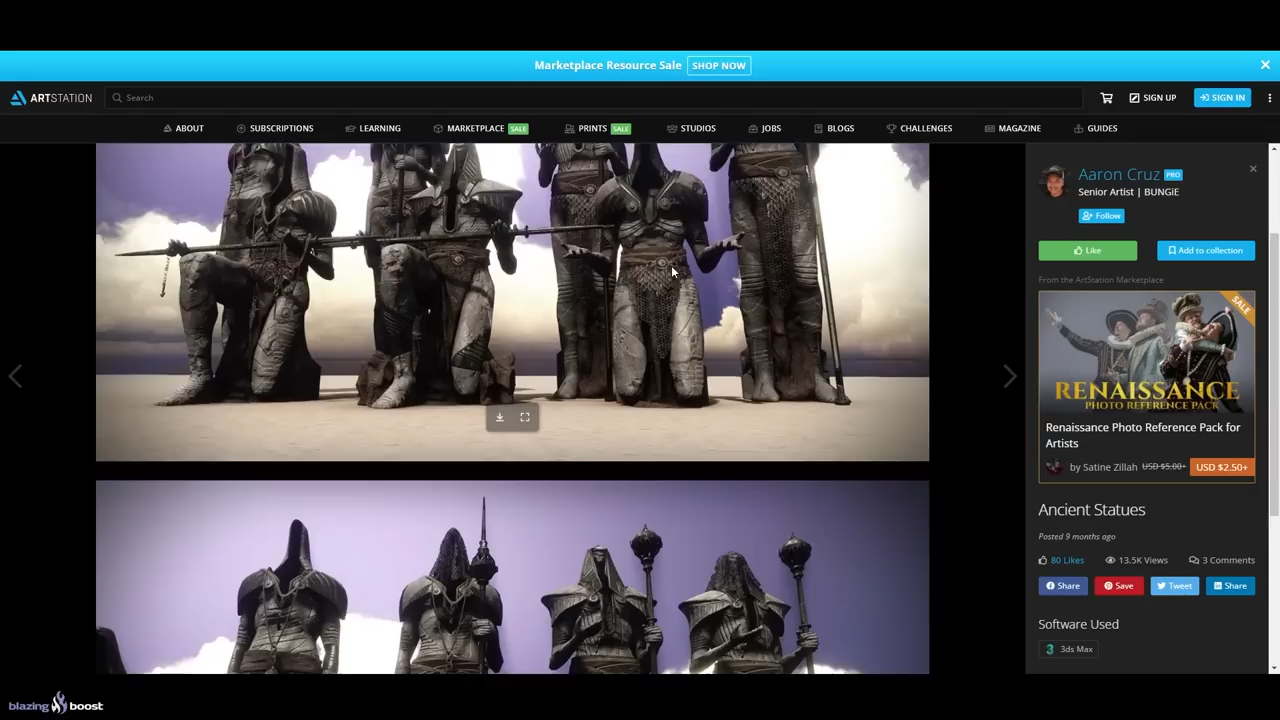 Marketplace Resource Sale SHOP NOW
ARTSTATION Search SIGN UP SIGN IN
ABOUT SUBSCRIPTIONS LEARNING MARKETPLACE SALE PRINTS SALE STUDIOS JOBS BLOGS CHALLENGES MAGAZINE GUIDES
Aaron Cruz PRO
Senior Artist | BUNGiE
Follow
Like Add to collection
From the ArtStation Marketplace
SALE
RENAISSANCE
PHOTO REFERENCE PACK
Renaissance Photo Reference Pack for
Artists
by Satine Zillah USD $5.00+ USD $2.50+
Ancient Statues
Posted 9 months ago
80 Likes 13.5K Views 3 Comments
Share Save Tweet Share
Software Used
3 3ds Max
blazing boost